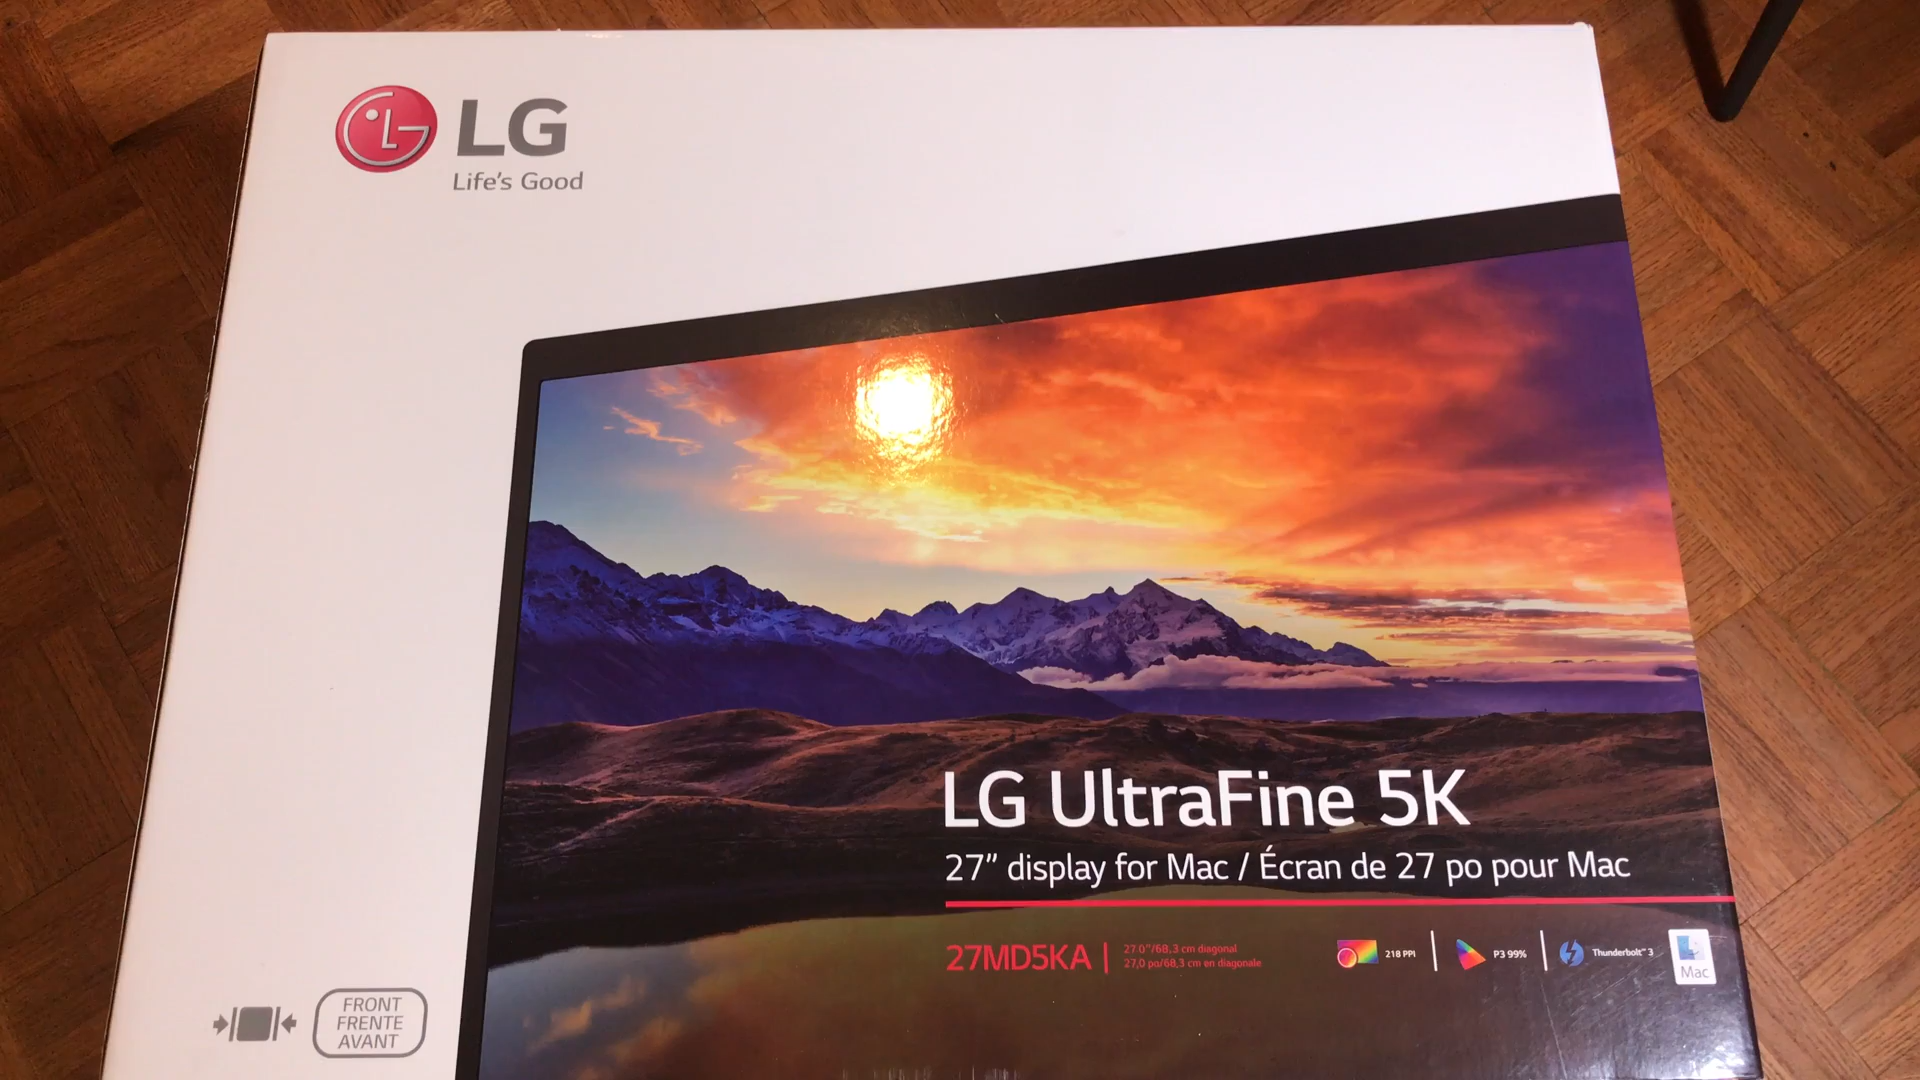 LG
Life's Good
LG UltraFine 5K
27” display for Mac / Écran de 27 po pour Mac
27MD5KA
27.0"/68.3 cm diagonal
27,0 po/68,3 cm en diagonale
218 PPI
P3 99%
Thunderbolt™ 3
Mac
FRONT
FRENTE
AVANT